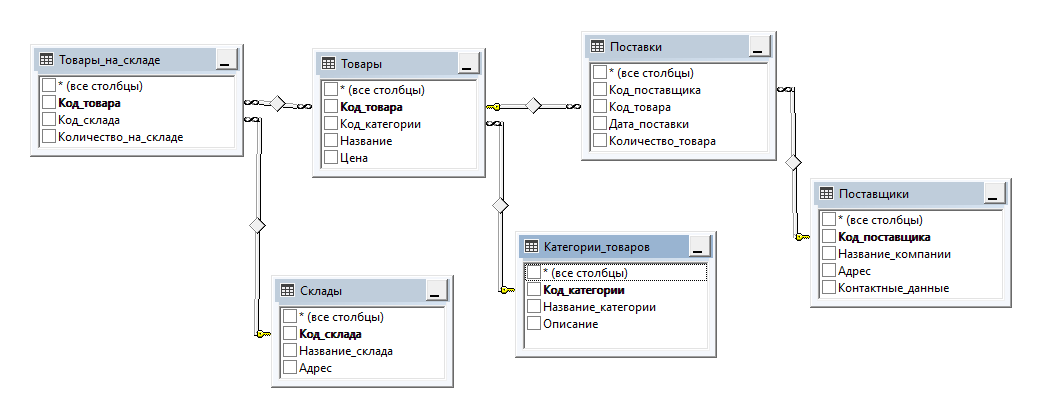 Товары_на_складе
* (все столбцы)
Код_товара
Код_склада
Количество_на_складе
Товары
* (все столбцы)
Код_товара
Код_категории
Название
Цена
Поставки
* (все столбцы)
Код_поставщика
Код_товара
Дата_поставки
Количество_товара
Поставщики
* (все столбцы)
Код_поставщика
Название_компании
Адрес
Контактные_данные
Категории_товаров
* (все столбцы)
Код_категории
Название_категории
Описание
Склады
* (все столбцы)
Код_склада
Название_склада
Адрес